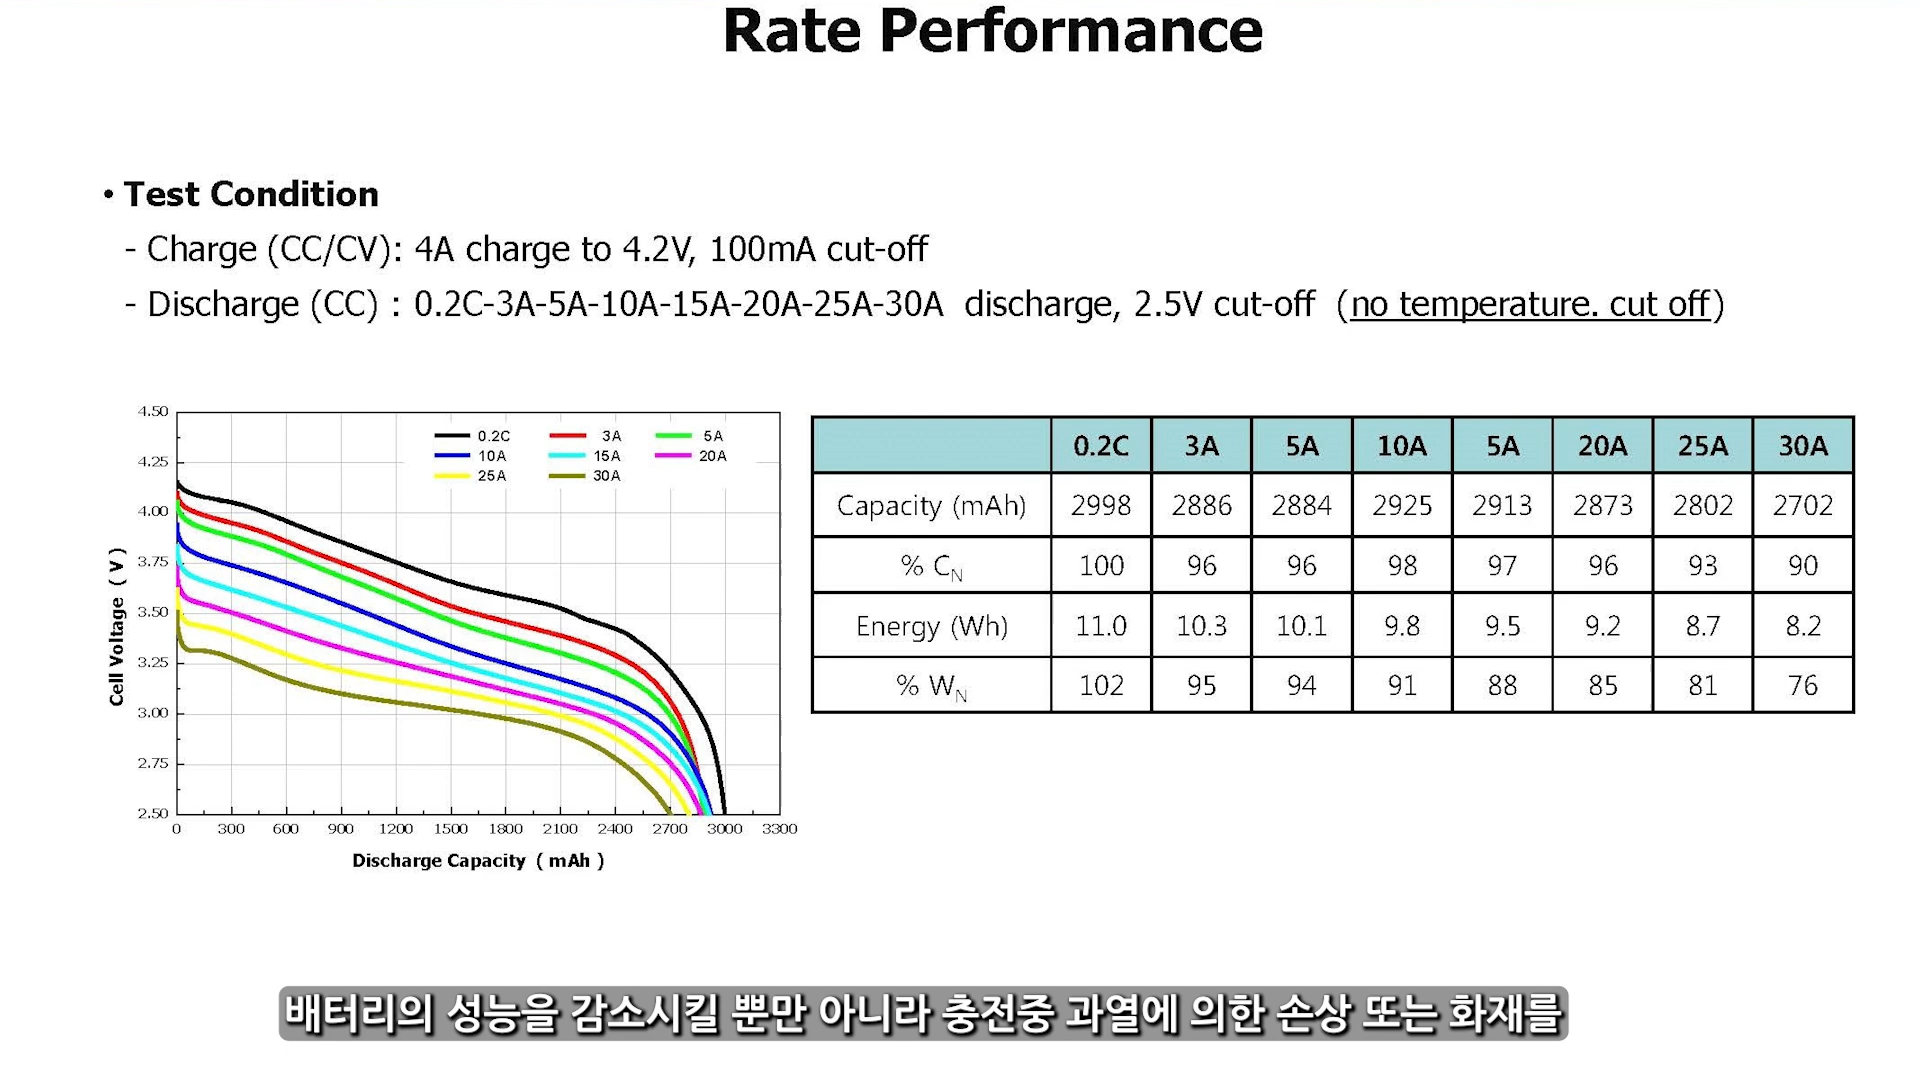 Rate Performance
• Test Condition
- Charge (CC/CV): 4A charge to 4.2V, 100mA cut-off
- Discharge (CC) : 0.2C-3A-5A-10A-15A-20A-25A-30A discharge, 2.5V cut-off (no temperature. cut off)
4.50
4.25
4.00
3.75
3.50
3.25
3.00
2.75
2.50
Cell Voltage ( V )
0.2C 3A 5A
10A 15A 20A
25A 30A
0 300 600 900 1200 1500 1800 2100 2400 2700 3000 3300
Discharge Capacity ( mAh )
0.2C 3A 5A 10A 5A 20A 25A 30A
Capacity (mAh) 2998 2886 2884 2925 2913 2873 2802 2702
% CN 100 96 96 98 97 96 93 90
Energy (Wh) 11.0 10.3 10.1 9.8 9.5 9.2 8.7 8.2
% WN 102 95 94 91 88 85 81 76
배터리의 성능을 감소시킬 뿐만 아니라 충전중 과열에 의한 손상 또는 화재를